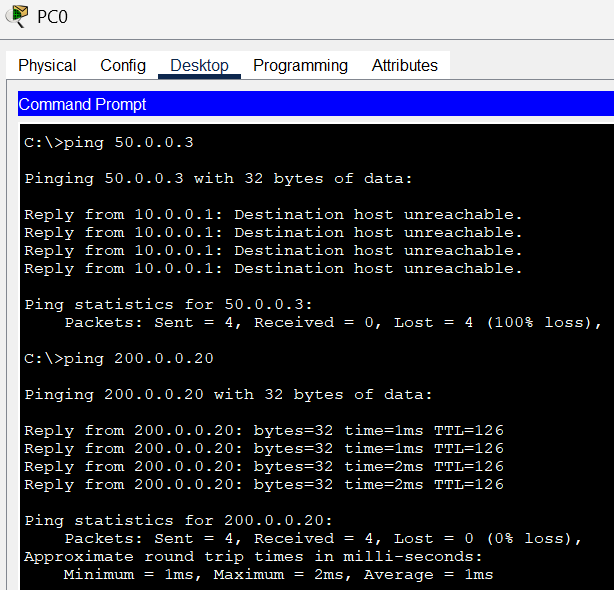 PC0
Physical Config Desktop Programming Attributes
Command Prompt
C:\>ping 50.0.0.3
Pinging 50.0.0.3 with 32 bytes of data:
Reply from 10.0.0.1: Destination host unreachable.
Reply from 10.0.0.1: Destination host unreachable.
Reply from 10.0.0.1: Destination host unreachable.
Reply from 10.0.0.1: Destination host unreachable.
Ping statistics for 50.0.0.3:
    Packets: Sent = 4, Received = 0, Lost = 4 (100% loss),
C:\>ping 200.0.0.20
Pinging 200.0.0.20 with 32 bytes of data:
Reply from 200.0.0.20: bytes=32 time=1ms TTL=126
Reply from 200.0.0.20: bytes=32 time=1ms TTL=126
Reply from 200.0.0.20: bytes=32 time=2ms TTL=126
Reply from 200.0.0.20: bytes=32 time=2ms TTL=126
Ping statistics for 200.0.0.20:
    Packets: Sent = 4, Received = 4, Lost = 0 (0% loss),
Approximate round trip times in milli-seconds:
    Minimum = 1ms, Maximum = 2ms, Average = 1ms